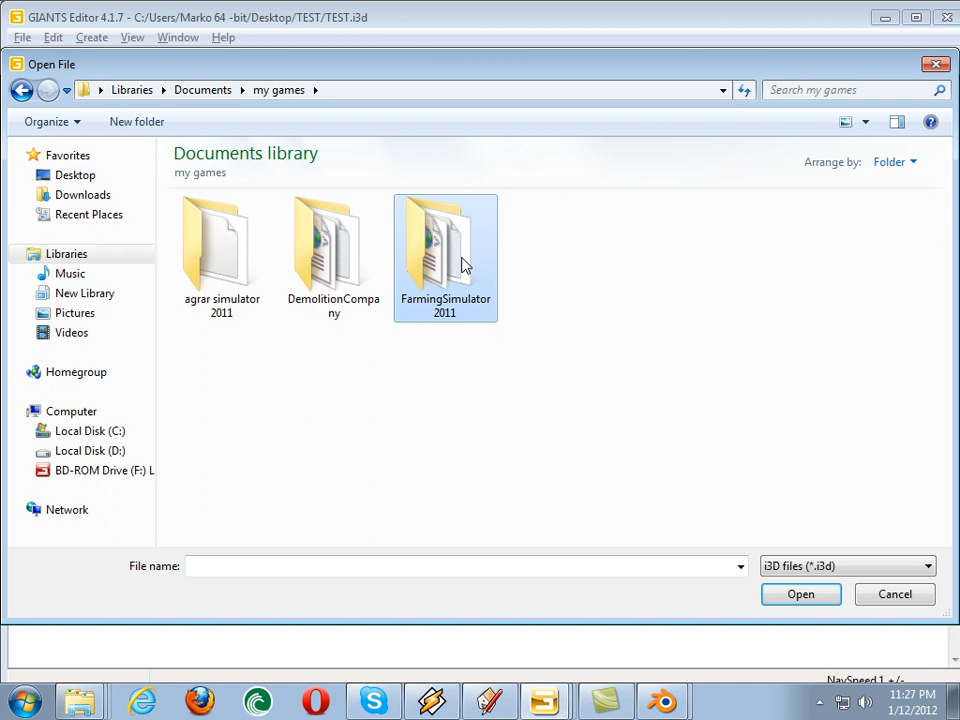 GIANTS Editor 4.1.7 - C:/Users/Marko 64 -bit/Desktop/TEST/TEST.i3d
File Edit Create View Window Help
Open File
Libraries Documents my games
Search my games
Organize New folder
Documents library
my games
Arrange by: Folder
Favorites
Desktop
Downloads
Recent Places
Libraries
Music
New Library
Pictures
Videos
Homegroup
Computer
Local Disk (C:)
Local Disk (D:)
BD-ROM Drive (F:) L
Network
agrar simulator
2011
DemolitionCompa
ny
FarmingSimulator
2011
File name:
i3D files (*.i3d)
Open Cancel
NavSpeed 1 +/-
11:27 PM
1/12/2012